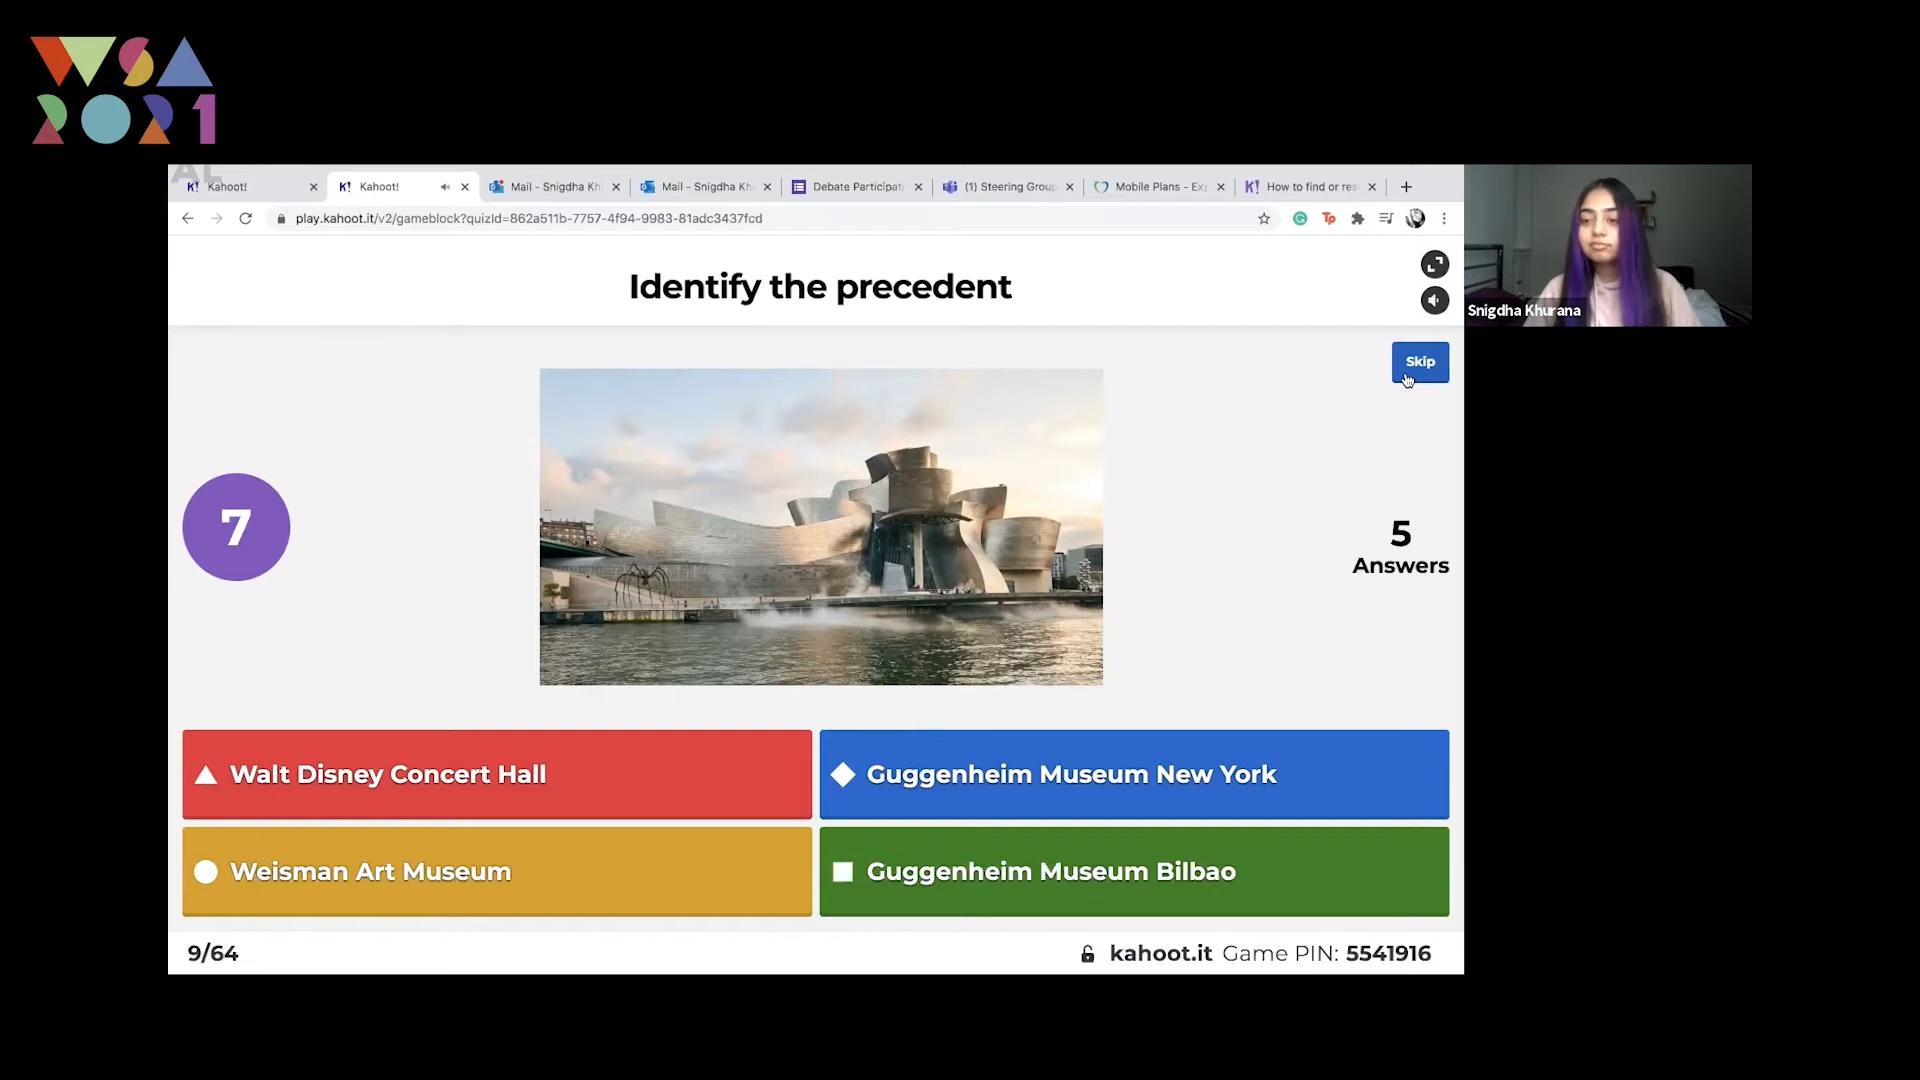 WSA
2021
AL
Kahoot!
Kahoot!
Mail - Snigdha Kh
Mail - Snigdha Kh
Debate Participat
(1) Steering Group
Mobile Plans - Ex
How to find or res
play.kahoot.it/v2/gameblock?quizId=862a511b-7757-4f94-9983-81adc3437fcd
Identify the precedent
Snigdha Khurana
Skip
7
5
Answers
Walt Disney Concert Hall
Guggenheim Museum New York
Weisman Art Museum
Guggenheim Museum Bilbao
9/64
kahoot.it Game PIN: 5541916